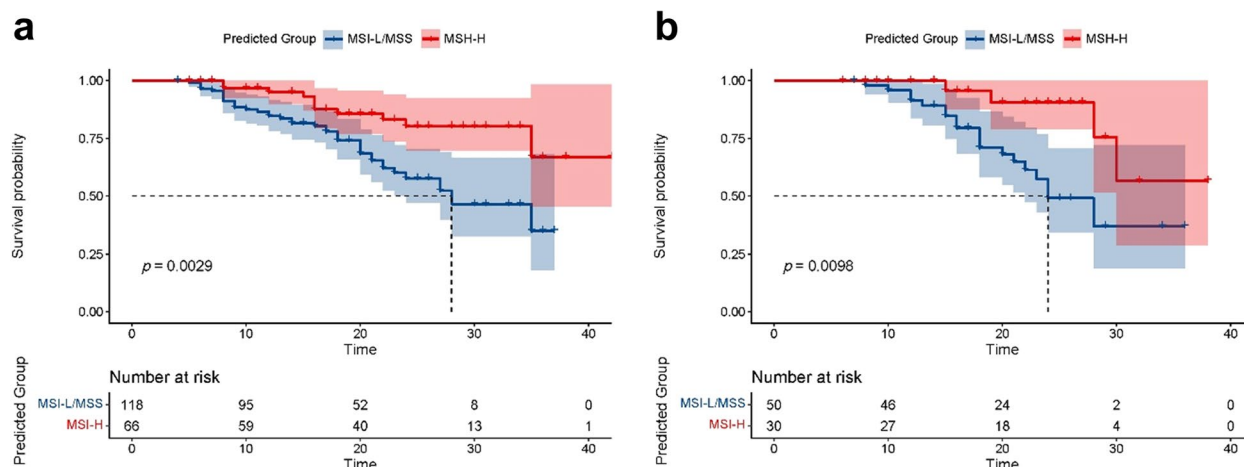 a
Predicted Group MSI-L/MSS MSH-H
Survival probability
1.00
0.75
0.50
0.25
0.00
p = 0.0029
0 10 20 30 40
Time
Predicted Group
Number at risk
MSI-L/MSS 118 95 52 8 0
MSI-H 66 59 40 13 1
0 10 20 30 40
Time
b
Predicted Group MSI-L/MSS MSH-H
Survival probability
1.00
0.75
0.50
0.25
0.00
p = 0.0098
0 10 20 30 40
Time
Predicted Group
Number at risk
MSI-L/MSS 50 46 24 2 0
MSI-H 30 27 18 4 0
0 10 20 30 40
Time